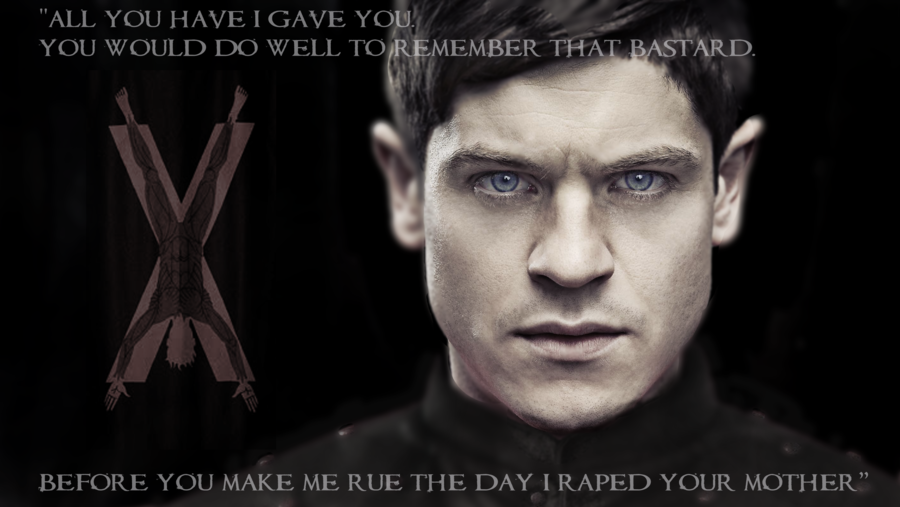 "ALL YOU HAVE I GAVE YOU.
YOU WOULD DO WELL TO REMEMBER THAT BASTARD.
BEFORE YOU MAKE ME RUE THE DAY I RAPED YOUR MOTHER”